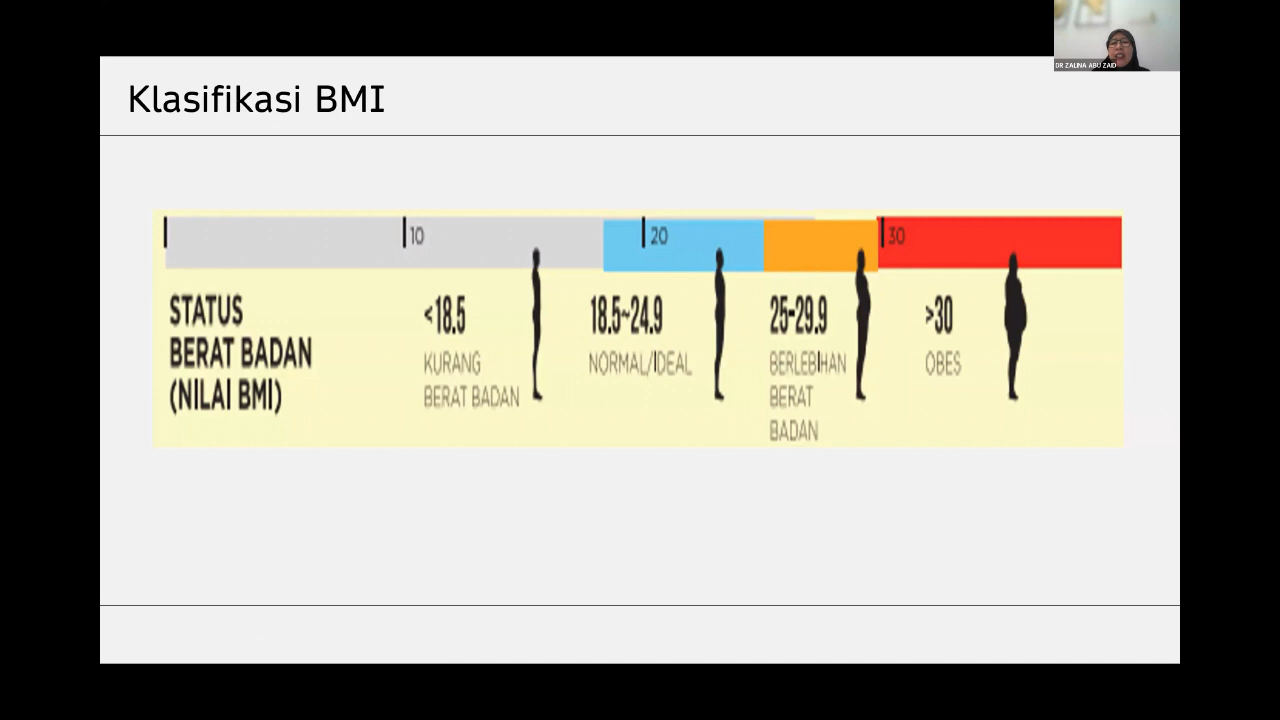 DR ZALINA ABU ZAID
Klasifikasi BMI
10
20
30
STATUS
BERAT BADAN
(NILAI BMI)
<18.5
KURANG
BERAT BADAN
18.5~24.9
NORMAL/IDEAL
25-29.9
BERLEBIHAN
BERAT
BADAN
>30
OBES